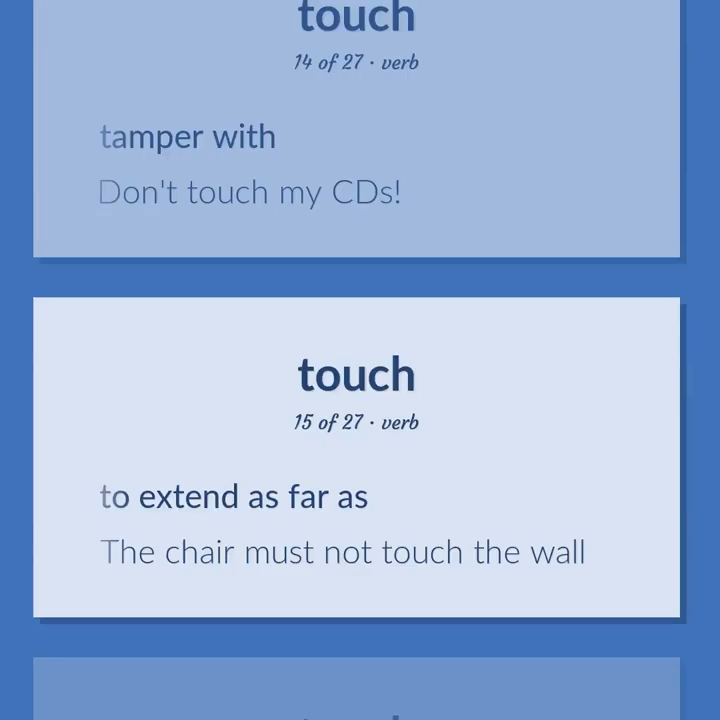 touch
14 of 27 · verb
tamper with
Don't touch my CDs!
touch
15 of 27 · verb
to extend as far as
The chair must not touch the wall